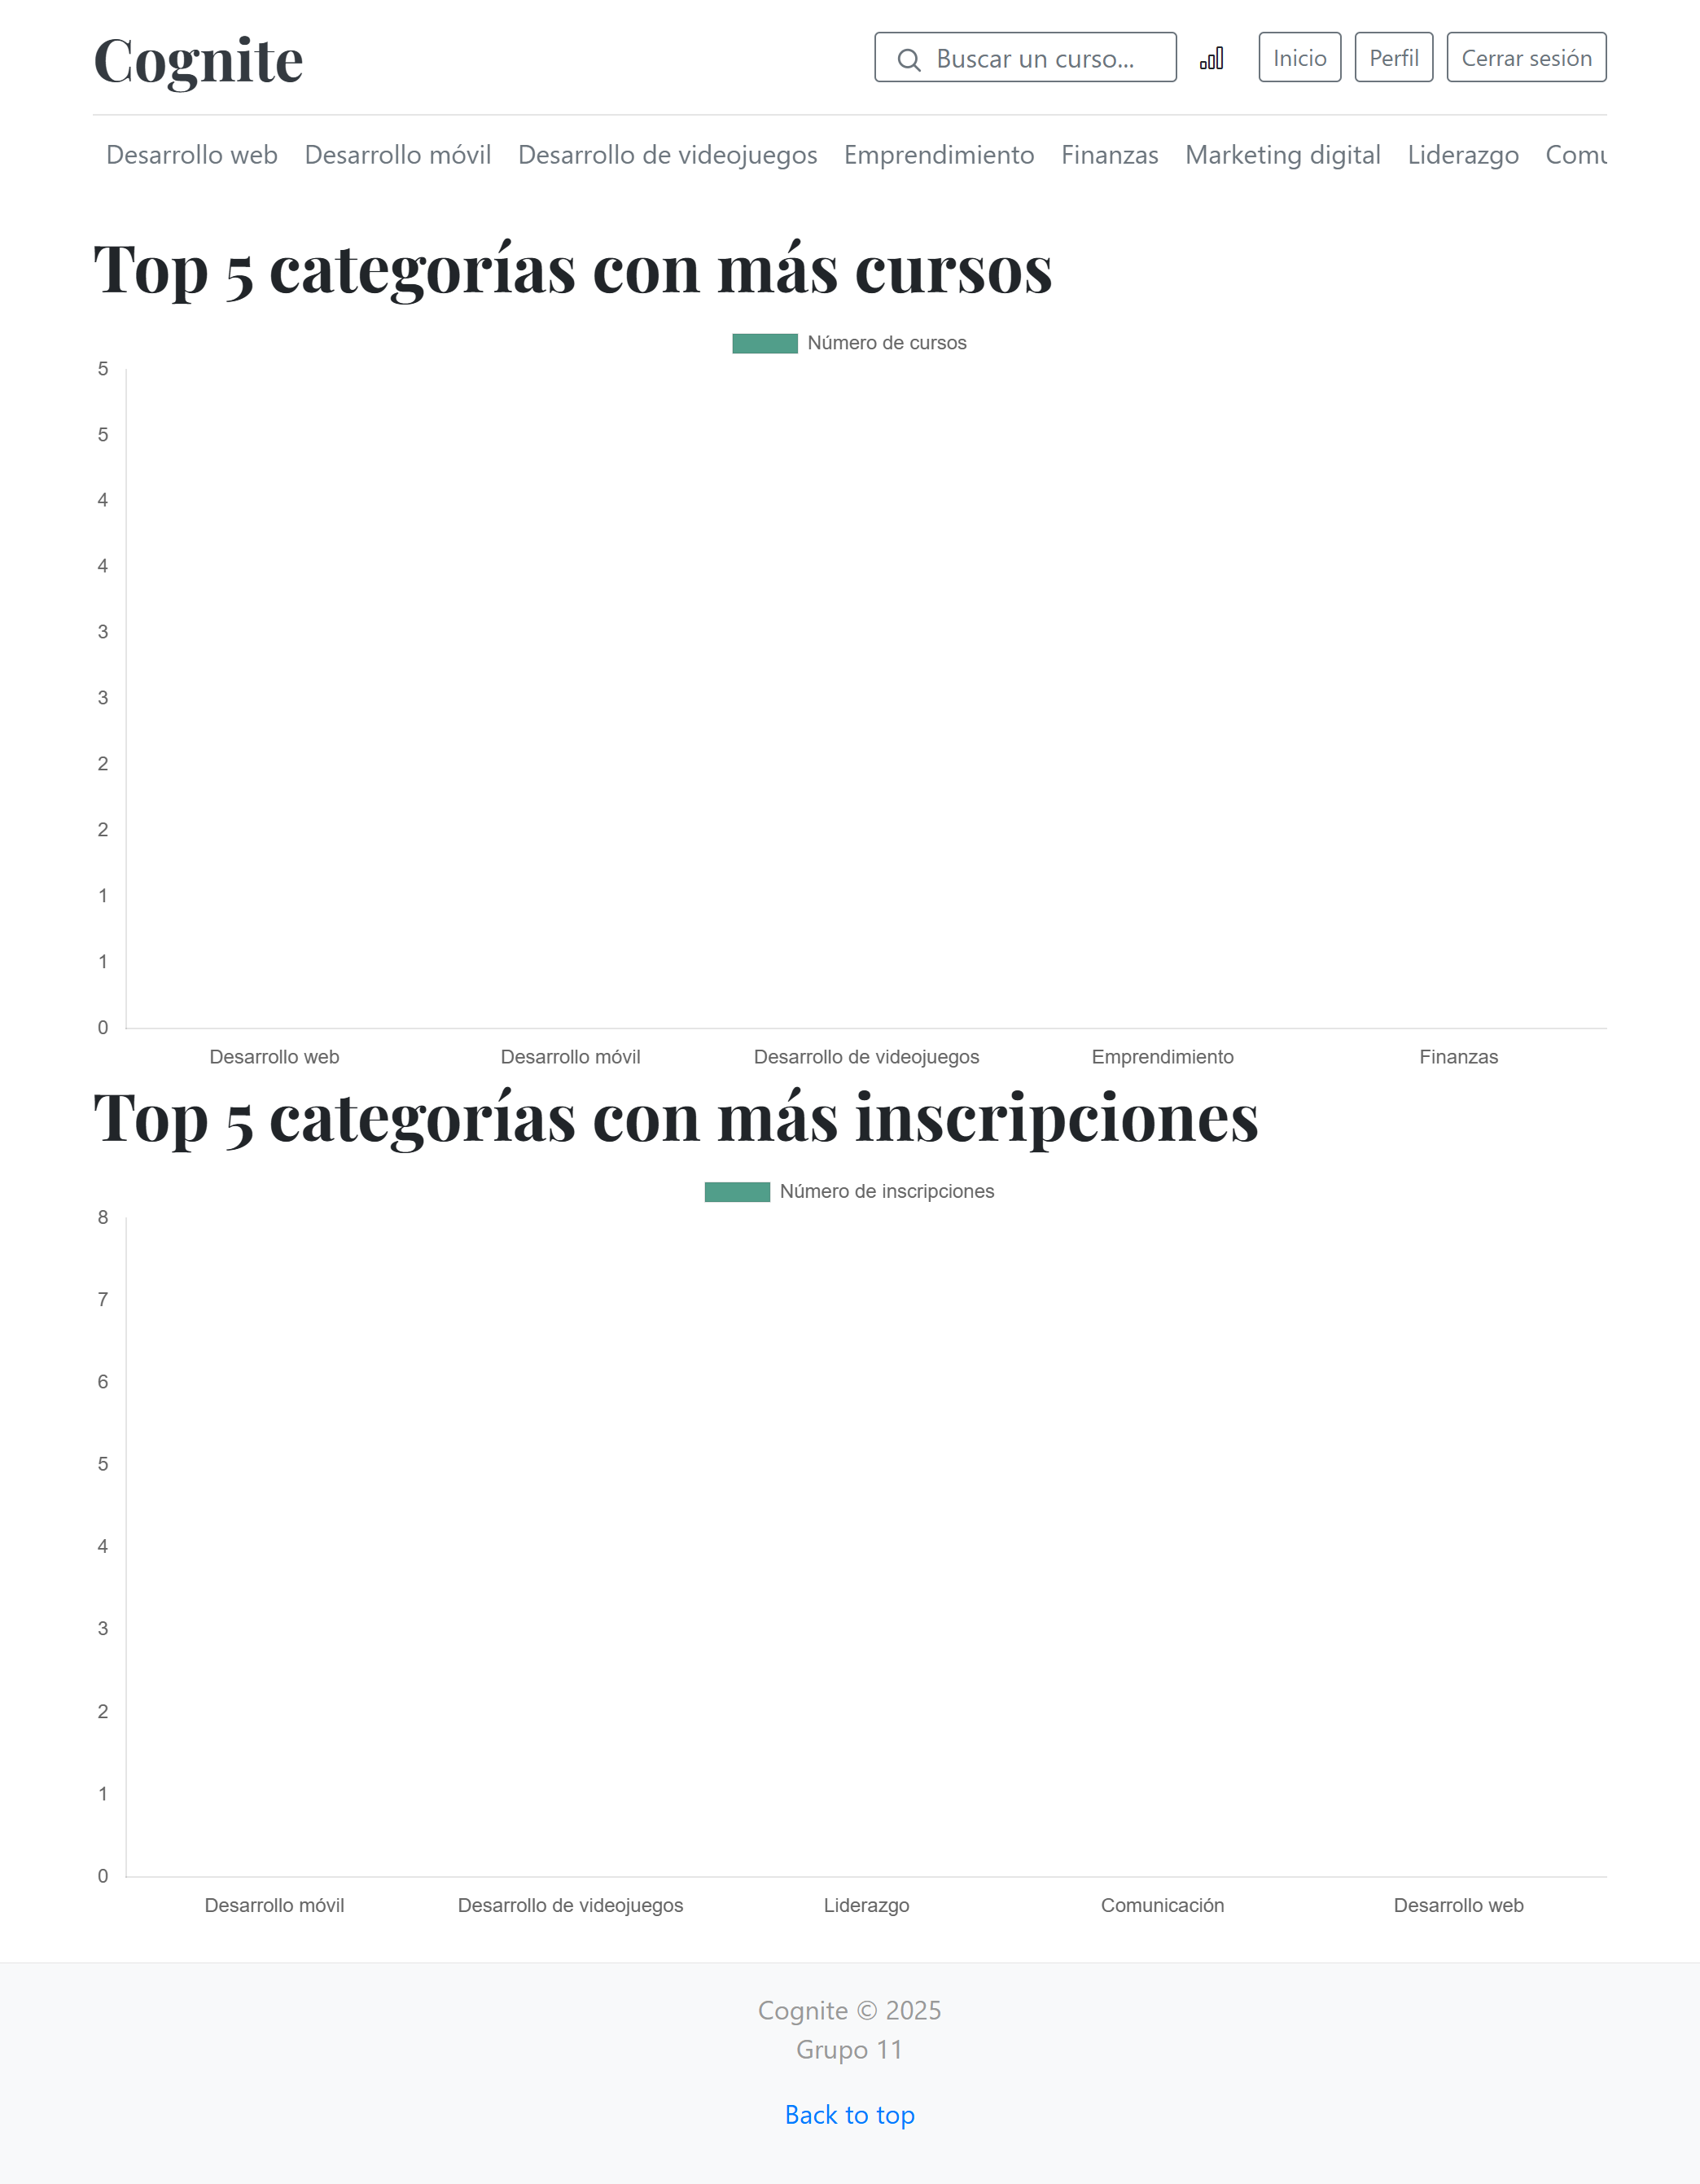 Cognite
Buscar un curso...
Inicio
Perfil
Cerrar sesión
Desarrollo web Desarrollo móvil Desarrollo de videojuegos Emprendimiento Finanzas Marketing digital Liderazgo Comu
Top 5 categorías con más cursos
Número de cursos
5
5
4
4
3
3
2
2
1
1
0
Desarrollo web Desarrollo móvil Desarrollo de videojuegos Emprendimiento Finanzas
Top 5 categorías con más inscripciones
Número de inscripciones
8
7
6
5
4
3
2
1
0
Desarrollo móvil Desarrollo de videojuegos Liderazgo Comunicación Desarrollo web
Cognite © 2025
Grupo 11
Back to top